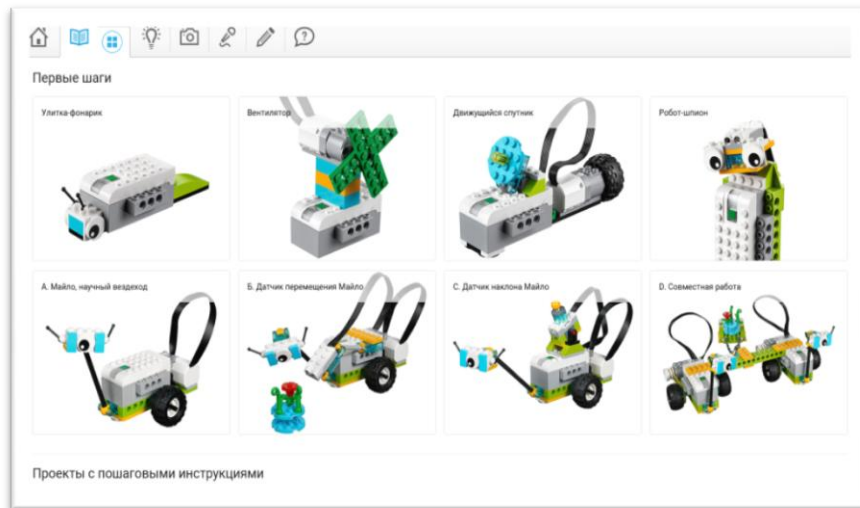 Первые шаги
Улитка-фонарик
Вентилятор
Движущийся спутник
Робот-шпион
А. Майло, научный вездеход
Б. Датчик перемещения Майло
С. Датчик наклона Майло
D. Совместная работа
Проекты с пошаговыми инструкциями